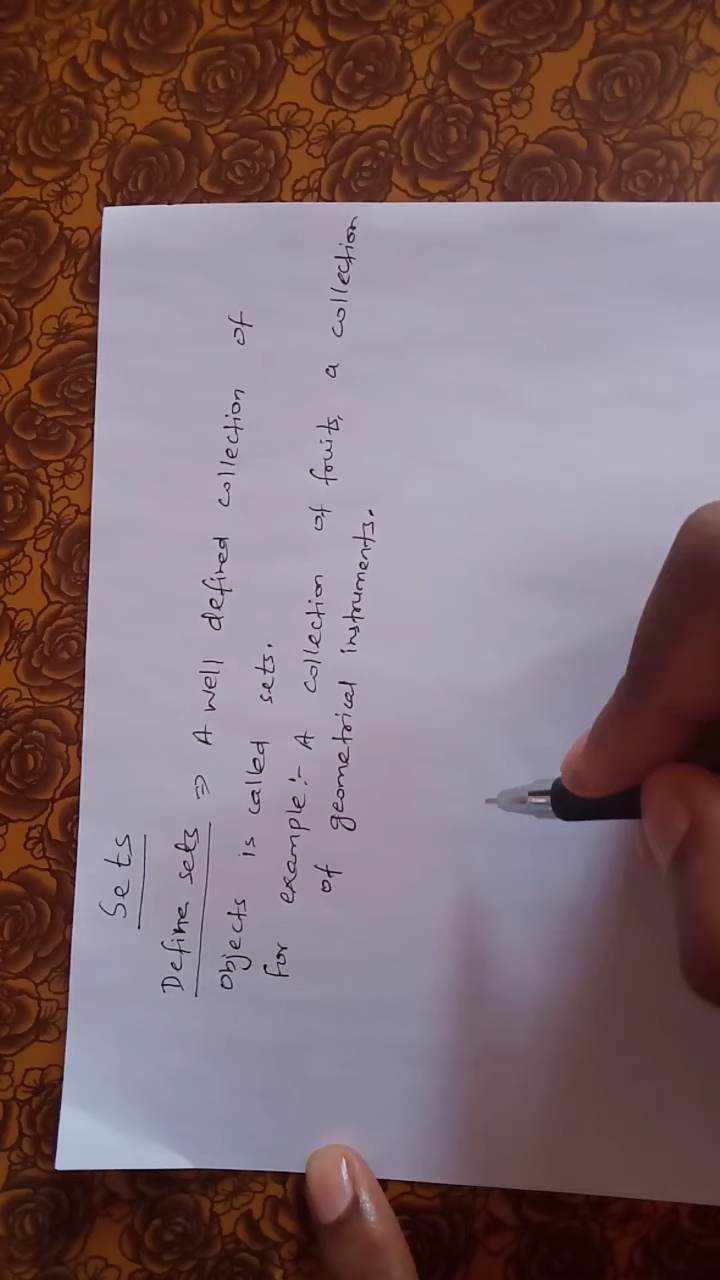 Sets
Define sets ⇒ A well defined collection of
objects is called sets.
for example:- A collection of fruits, a collection
of geometrical instruments.